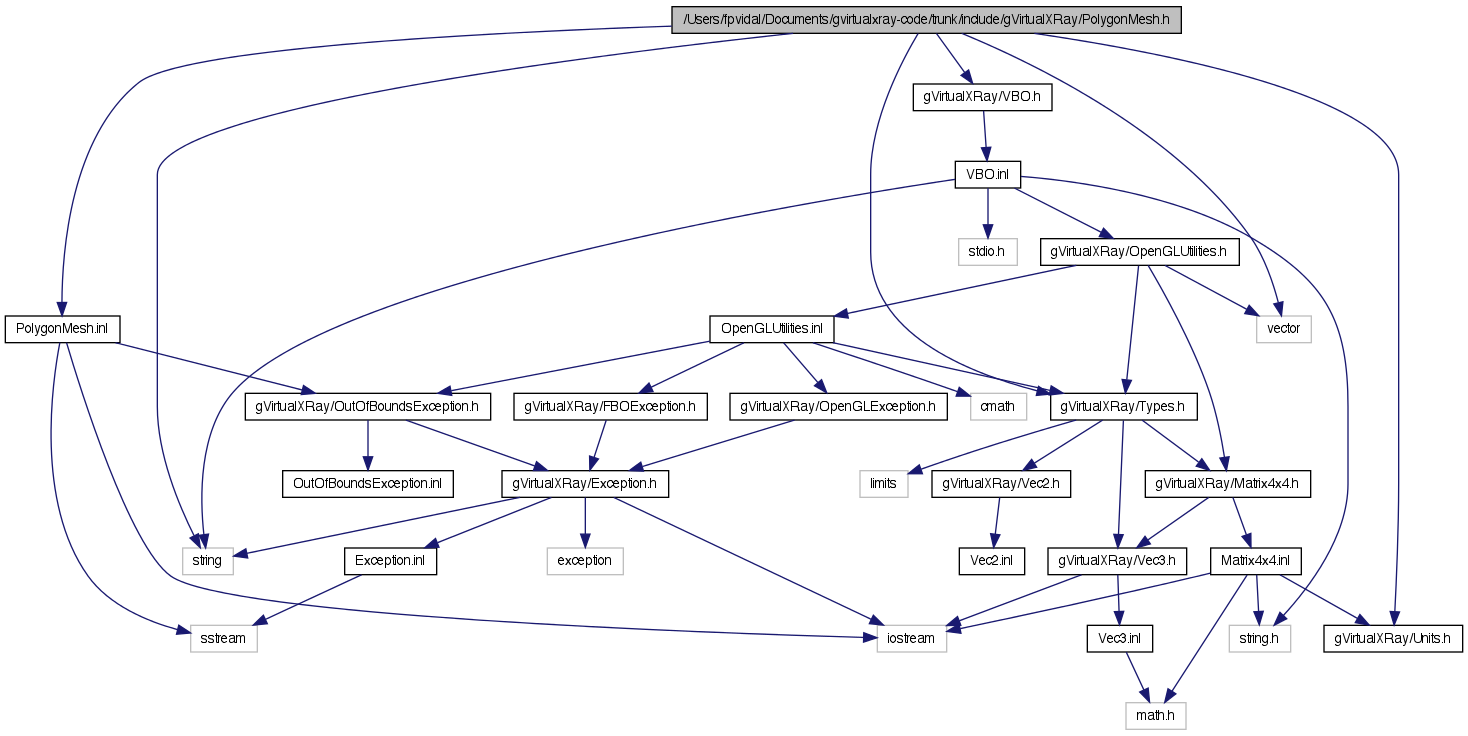 /Users/fpvidal/Documents/gvirtualxray-code/trunk/include/gVirtualXRay/PolygonMesh.h
gVirtualXRay/VBO.h
VBO.inl
stdio.h
gVirtualXRay/OpenGLUtilities.h
PolygonMesh.inl
OpenGLUtilities.inl
vector
gVirtualXRay/OutOfBoundsException.h
gVirtualXRay/FBOException.h
gVirtualXRay/OpenGLException.h
cmath
gVirtualXRay/Types.h
OutOfBoundsException.inl
gVirtualXRay/Exception.h
limits
gVirtualXRay/Vec2.h
gVirtualXRay/Matrix4x4.h
string
Exception.inl
exception
Vec2.inl
gVirtualXRay/Vec3.h
Matrix4x4.inl
sstream
iostream
Vec3.inl
string.h
gVirtualXRay/Units.h
math.h